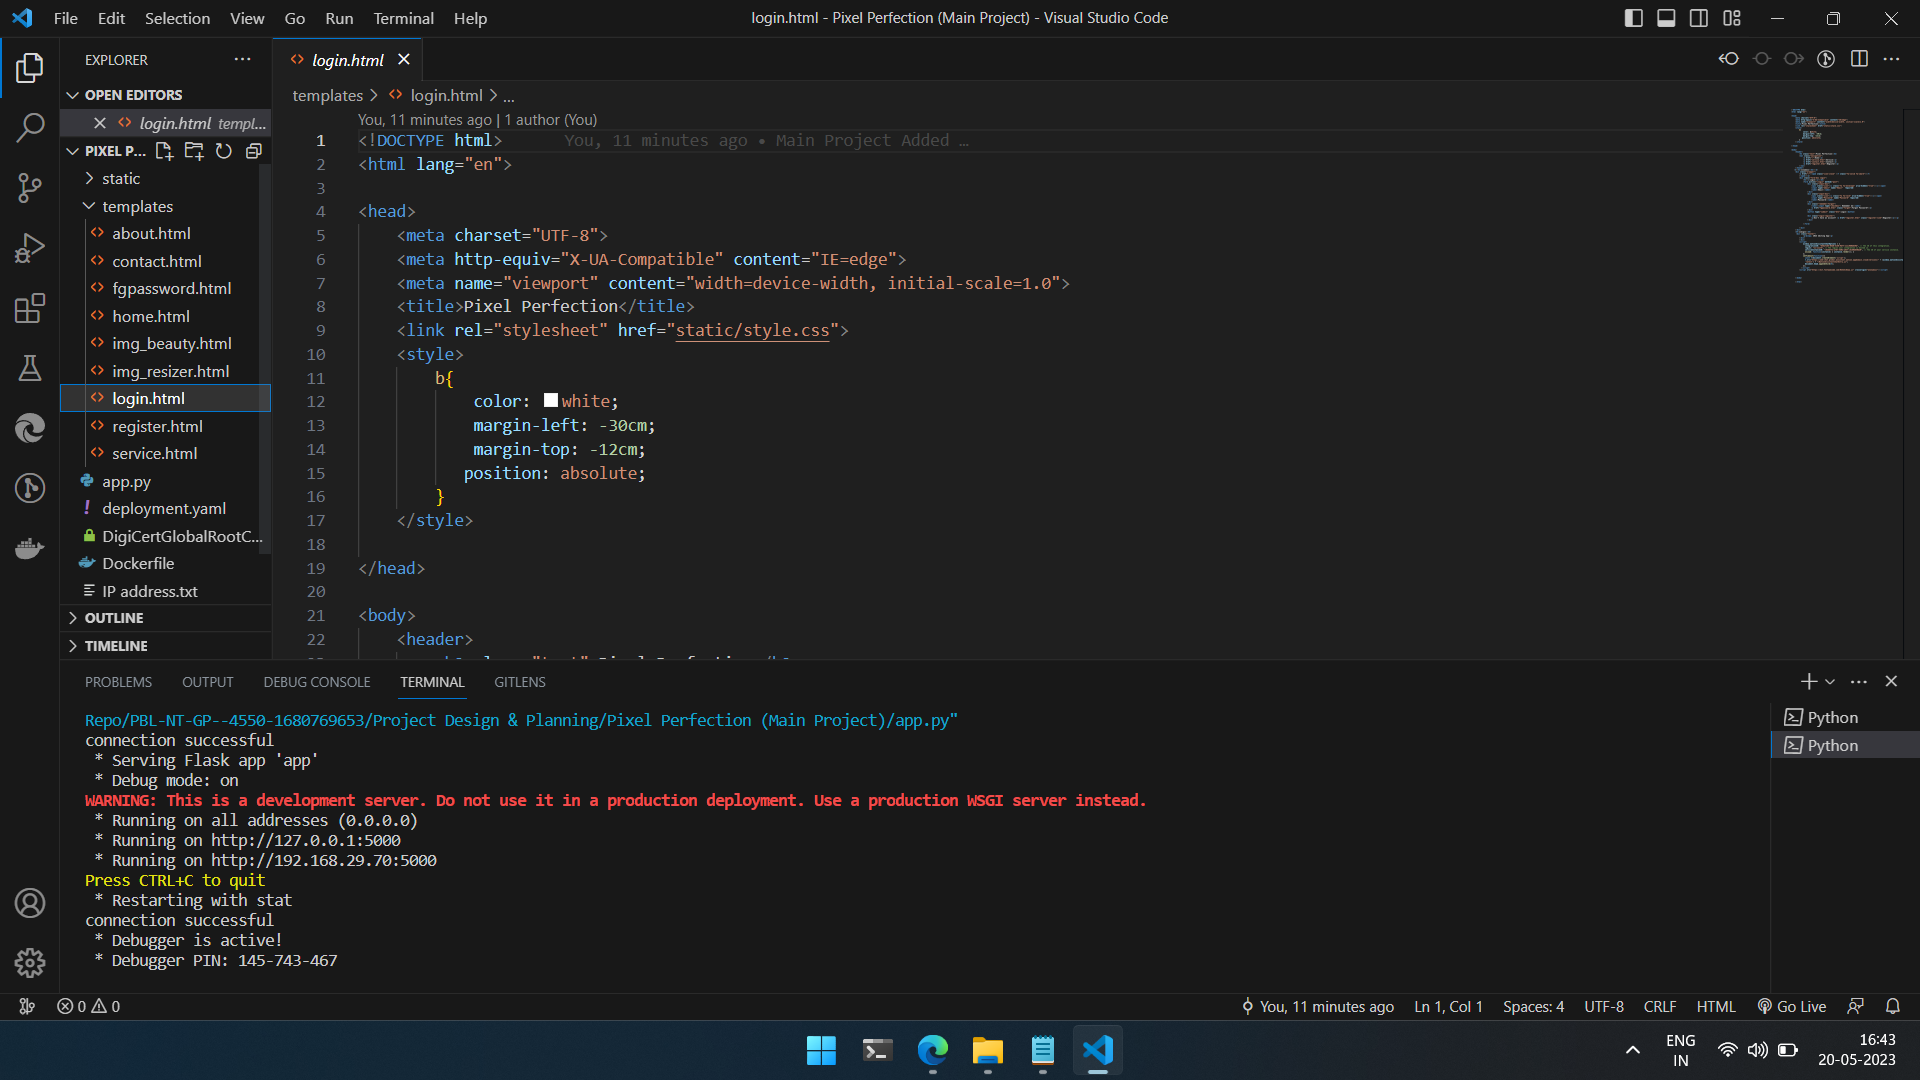 File Edit Selection View Go Run Terminal Help
login.html - Pixel Perfection (Main Project) - Visual Studio Code
EXPLORER
OPEN EDITORS
login.html templ...
PIXEL P...
static
templates
about.html
contact.html
fgpassword.html
home.html
img_beauty.html
img_resizer.html
login.html
register.html
service.html
app.py
deployment.yaml
DigiCertGlobalRootC...
Dockerfile
IP address.txt
OUTLINE
TIMELINE
login.html
templates > login.html > ...
You, 11 minutes ago | 1 author (You)
1 <!DOCTYPE html> You, 11 minutes ago • Main Project Added …
2 <html lang="en">
3
4 <head>
5 <meta charset="UTF-8">
6 <meta http-equiv="X-UA-Compatible" content="IE=edge">
7 <meta name="viewport" content="width=device-width, initial-scale=1.0">
8 <title>Pixel Perfection</title>
9 <link rel="stylesheet" href="static/style.css">
10 <style>
11 b{
12 color: white;
13 margin-left: -30cm;
14 margin-top: -12cm;
15 position: absolute;
16 }
17 </style>
18
19 </head>
20
21 <body>
22 <header>
PROBLEMS OUTPUT DEBUG CONSOLE TERMINAL GITLENS
Repo/PBL-NT-GP--4550-1680769653/Project Design & Planning/Pixel Perfection (Main Project)/app.py"
connection successful
* Serving Flask app 'app'
* Debug mode: on
WARNING: This is a development server. Do not use it in a production deployment. Use a production WSGI server instead.
* Running on all addresses (0.0.0.0)
* Running on http://127.0.0.1:5000
* Running on http://192.168.29.70:5000
Press CTRL+C to quit
* Restarting with stat
connection successful
* Debugger is active!
* Debugger PIN: 145-743-467
Python
Python
0 0
You, 11 minutes ago Ln 1, Col 1 Spaces: 4 UTF-8 CRLF HTML Go Live
ENG
IN
16:43
20-05-2023